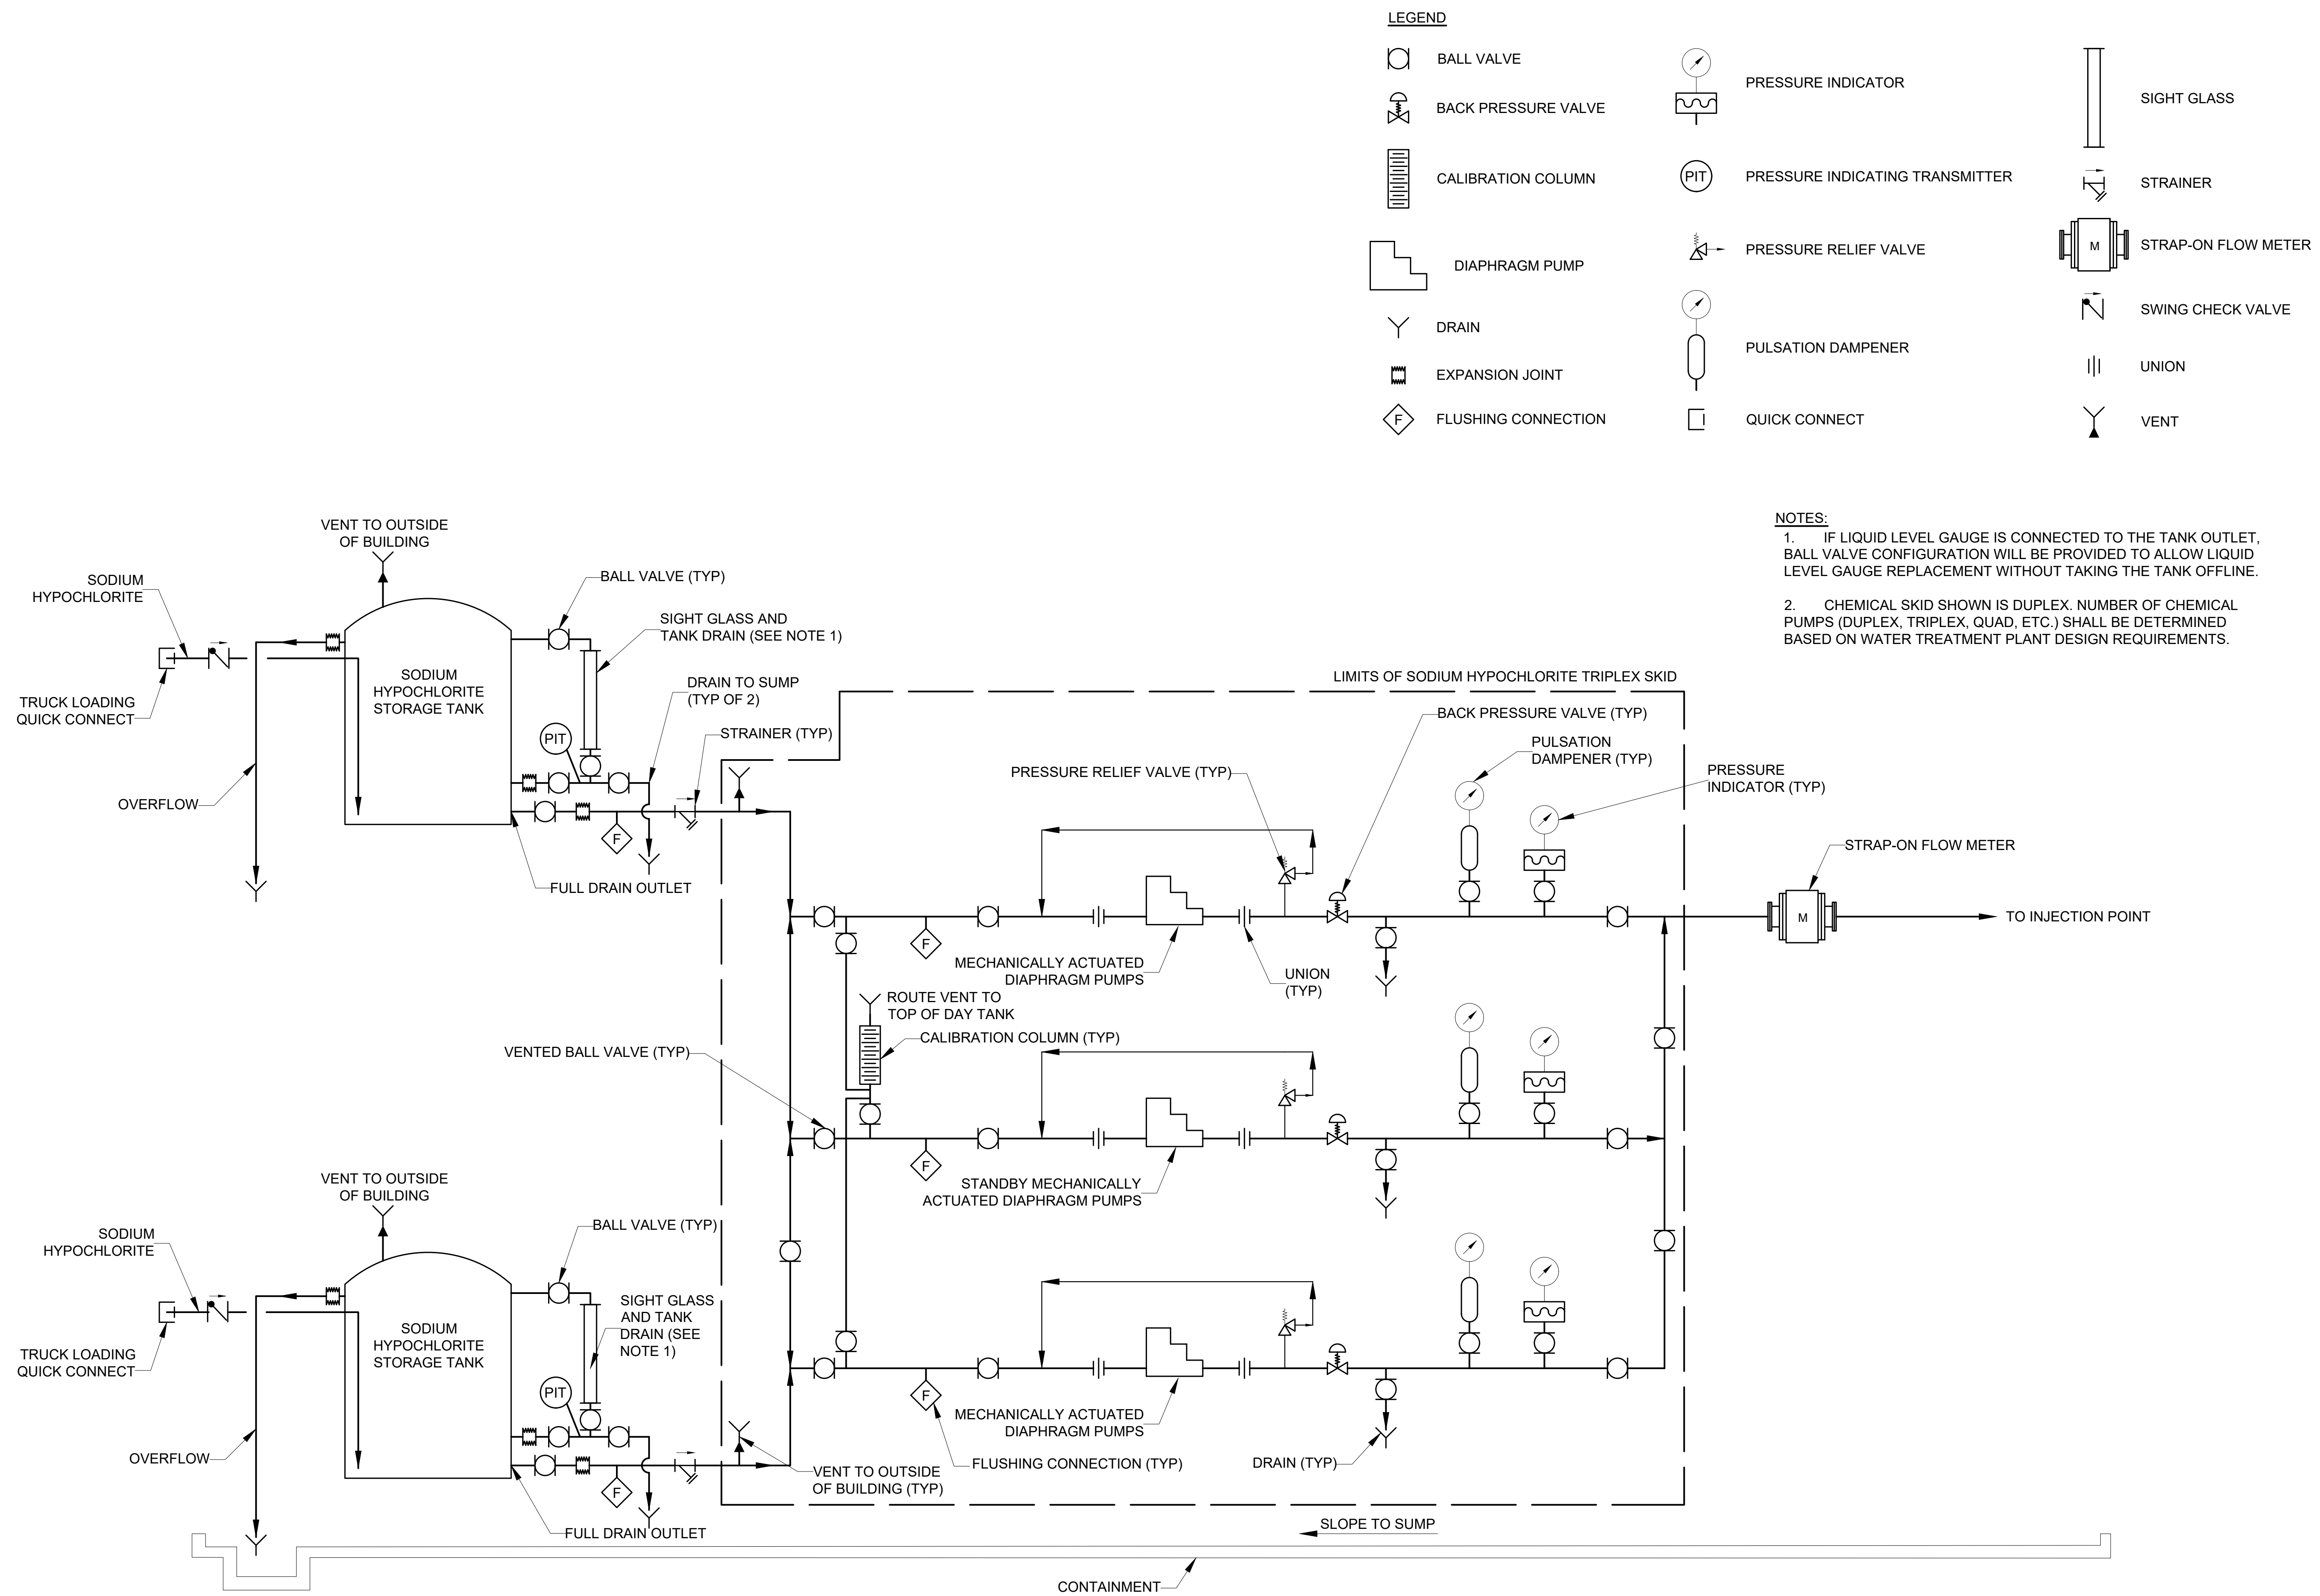 LEGEND
BALL VALVE
BACK PRESSURE VALVE
CALIBRATION COLUMN
DIAPHRAGM PUMP
DRAIN
EXPANSION JOINT
F
FLUSHING CONNECTION
PRESSURE INDICATOR
PIT
PRESSURE INDICATING TRANSMITTER
PRESSURE RELIEF VALVE
PULSATION DAMPENER
QUICK CONNECT
SIGHT GLASS
STRAINER
M
STRAP-ON FLOW METER
SWING CHECK VALVE
UNION
VENT
NOTES:
1. IF LIQUID LEVEL GAUGE IS CONNECTED TO THE TANK OUTLET,
BALL VALVE CONFIGURATION WILL BE PROVIDED TO ALLOW LIQUID
LEVEL GAUGE REPLACEMENT WITHOUT TAKING THE TANK OFFLINE.
2. CHEMICAL SKID SHOWN IS DUPLEX. NUMBER OF CHEMICAL
PUMPS (DUPLEX, TRIPLEX, QUAD, ETC.) SHALL BE DETERMINED
BASED ON WATER TREATMENT PLANT DESIGN REQUIREMENTS.
VENT TO OUTSIDE
OF BUILDING
SODIUM
HYPOCHLORITE
BALL VALVE (TYP)
SIGHT GLASS AND
TANK DRAIN (SEE NOTE 1)
SODIUM
HYPOCHLORITE
STORAGE TANK
TRUCK LOADING
QUICK CONNECT
DRAIN TO SUMP
(TYP OF 2)
STRAINER (TYP)
PIT
OVERFLOW
F
FULL DRAIN OUTLET
LIMITS OF SODIUM HYPOCHLORITE TRIPLEX SKID
BACK PRESSURE VALVE (TYP)
PULSATION
DAMPENER (TYP)
PRESSURE RELIEF VALVE (TYP)
PRESSURE
INDICATOR (TYP)
STRAP-ON FLOW METER
M
TO INJECTION POINT
F
MECHANICALLY ACTUATED
DIAPHRAGM PUMPS
UNION
(TYP)
ROUTE VENT TO
TOP OF DAY TANK
CALIBRATION COLUMN (TYP)
VENTED BALL VALVE (TYP)
F
STANDBY MECHANICALLY
ACTUATED DIAPHRAGM PUMPS
VENT TO OUTSIDE
OF BUILDING
SODIUM
HYPOCHLORITE
BALL VALVE (TYP)
SIGHT GLASS
AND TANK
DRAIN (SEE
NOTE 1)
SODIUM
HYPOCHLORITE
STORAGE TANK
TRUCK LOADING
QUICK CONNECT
PIT
OVERFLOW
F
FULL DRAIN OUTLET
F
MECHANICALLY ACTUATED
DIAPHRAGM PUMPS
FLUSHING CONNECTION (TYP)
DRAIN (TYP)
VENT TO OUTSIDE
OF BUILDING (TYP)
SLOPE TO SUMP
CONTAINMENT